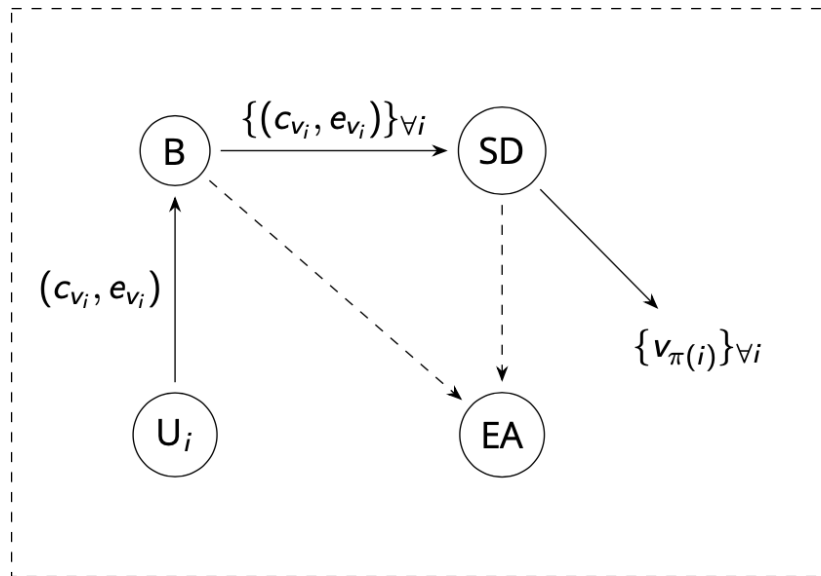 {(c_{v_i}, e_{v_i})}_{∀i}
B
SD
(c_{v_i}, e_{v_i})
{v_{π(i)}}_{∀i}
U_i
EA